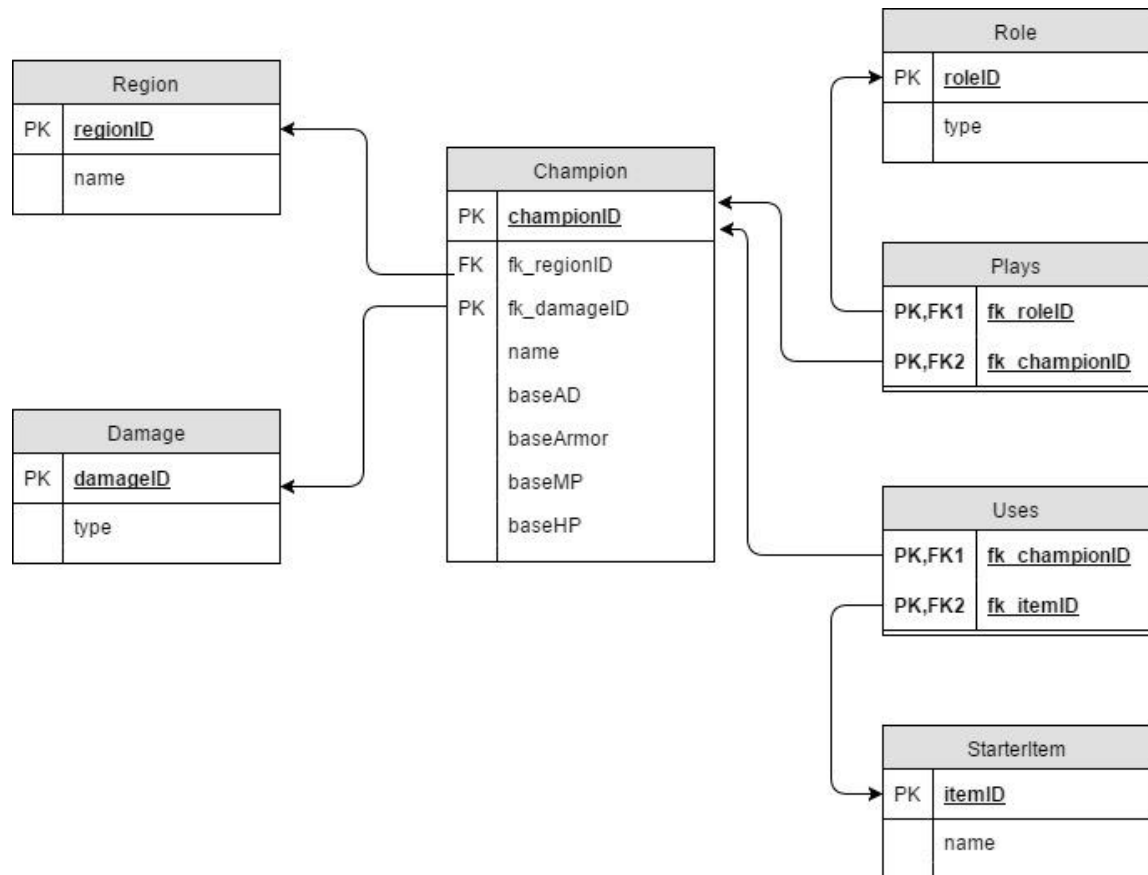 Region
PK regionID
name
Damage
PK damageID
type
Champion
PK championID
FK fk_regionID
PK fk_damageID
name
baseAD
baseArmor
baseMP
baseHP
Role
PK roleID
type
Plays
PK,FK1 fk_roleID
PK,FK2 fk_championID
Uses
PK,FK1 fk_championID
PK,FK2 fk_itemID
StarterItem
PK itemID
name